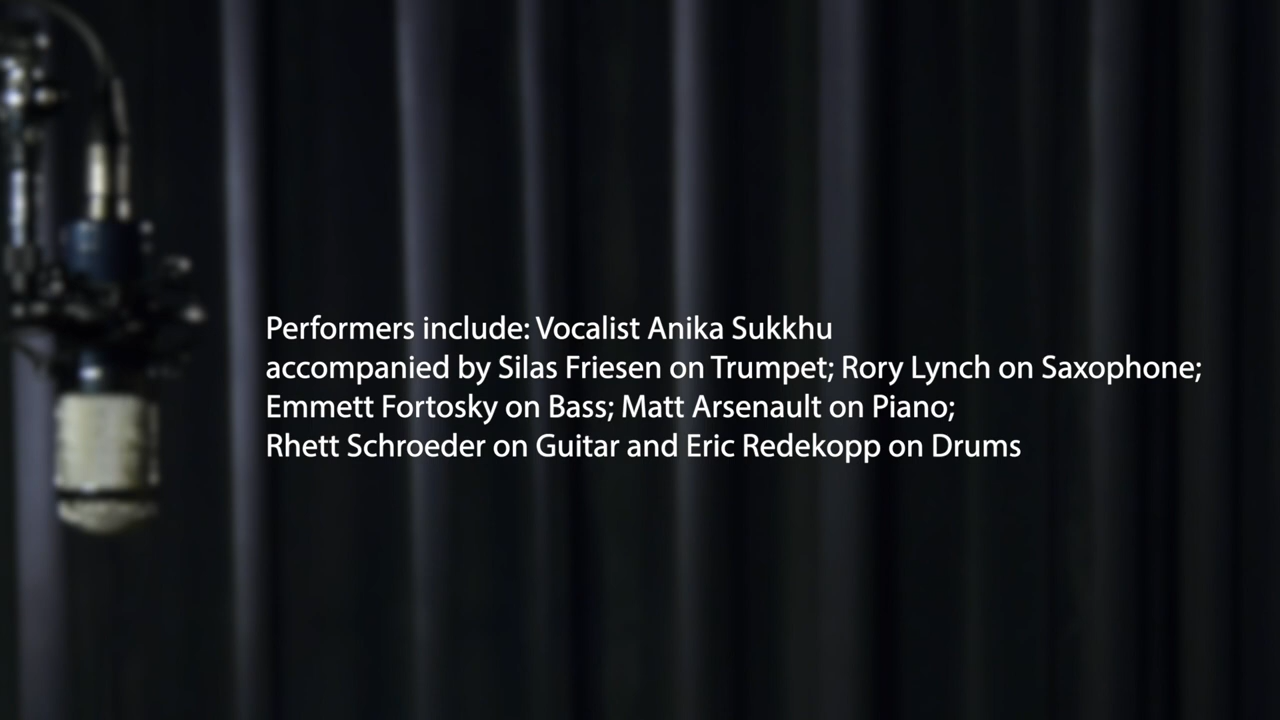 Performers include: Vocalist Anika Sukkhu
accompanied by Silas Friesen on Trumpet; Rory Lynch on Saxophone;
Emmett Fortosky on Bass; Matt Arsenault on Piano;
Rhett Schroeder on Guitar and Eric Redekopp on Drums